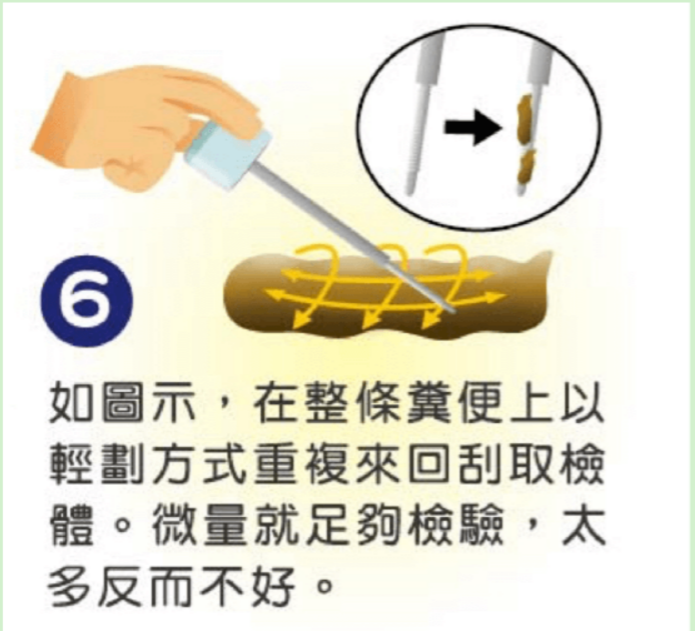 6
如圖示，在整條糞便上以
輕劃方式重複來回刮取檢
體。微量就足夠檢驗，太
多反而不好。